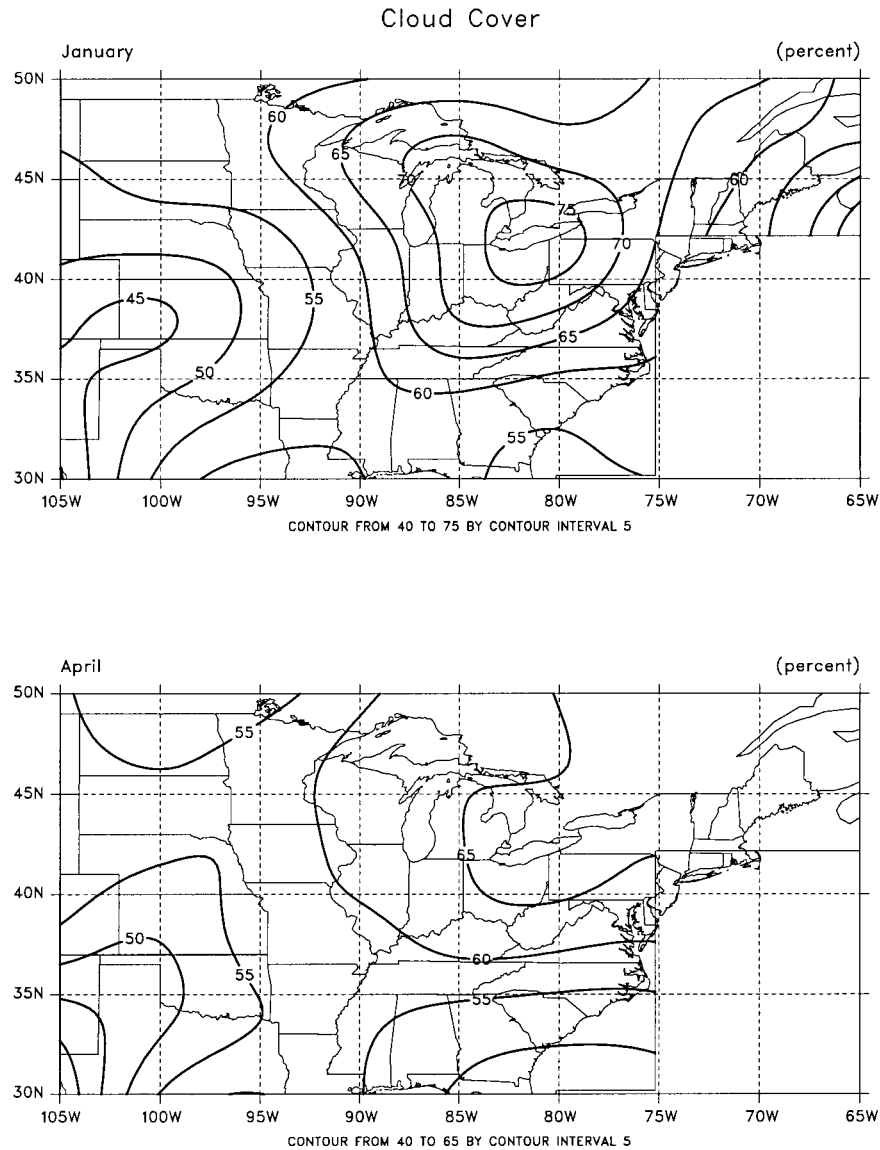 Cloud Cover
January (percent)
50N
60
65
45N
70 60
75
70
40N
45 55
65
50
35N
60
55
30N
105W 100W 95W 90W 85W 80W 75W 70W 65W
CONTOUR FROM 40 TO 75 BY CONTOUR INTERVAL 5
April (percent)
50N
55
45N
65
40N
50
60
55
35N
55
30N
105W 100W 95W 90W 85W 80W 75W 70W 65W
CONTOUR FROM 40 TO 65 BY CONTOUR INTERVAL 5